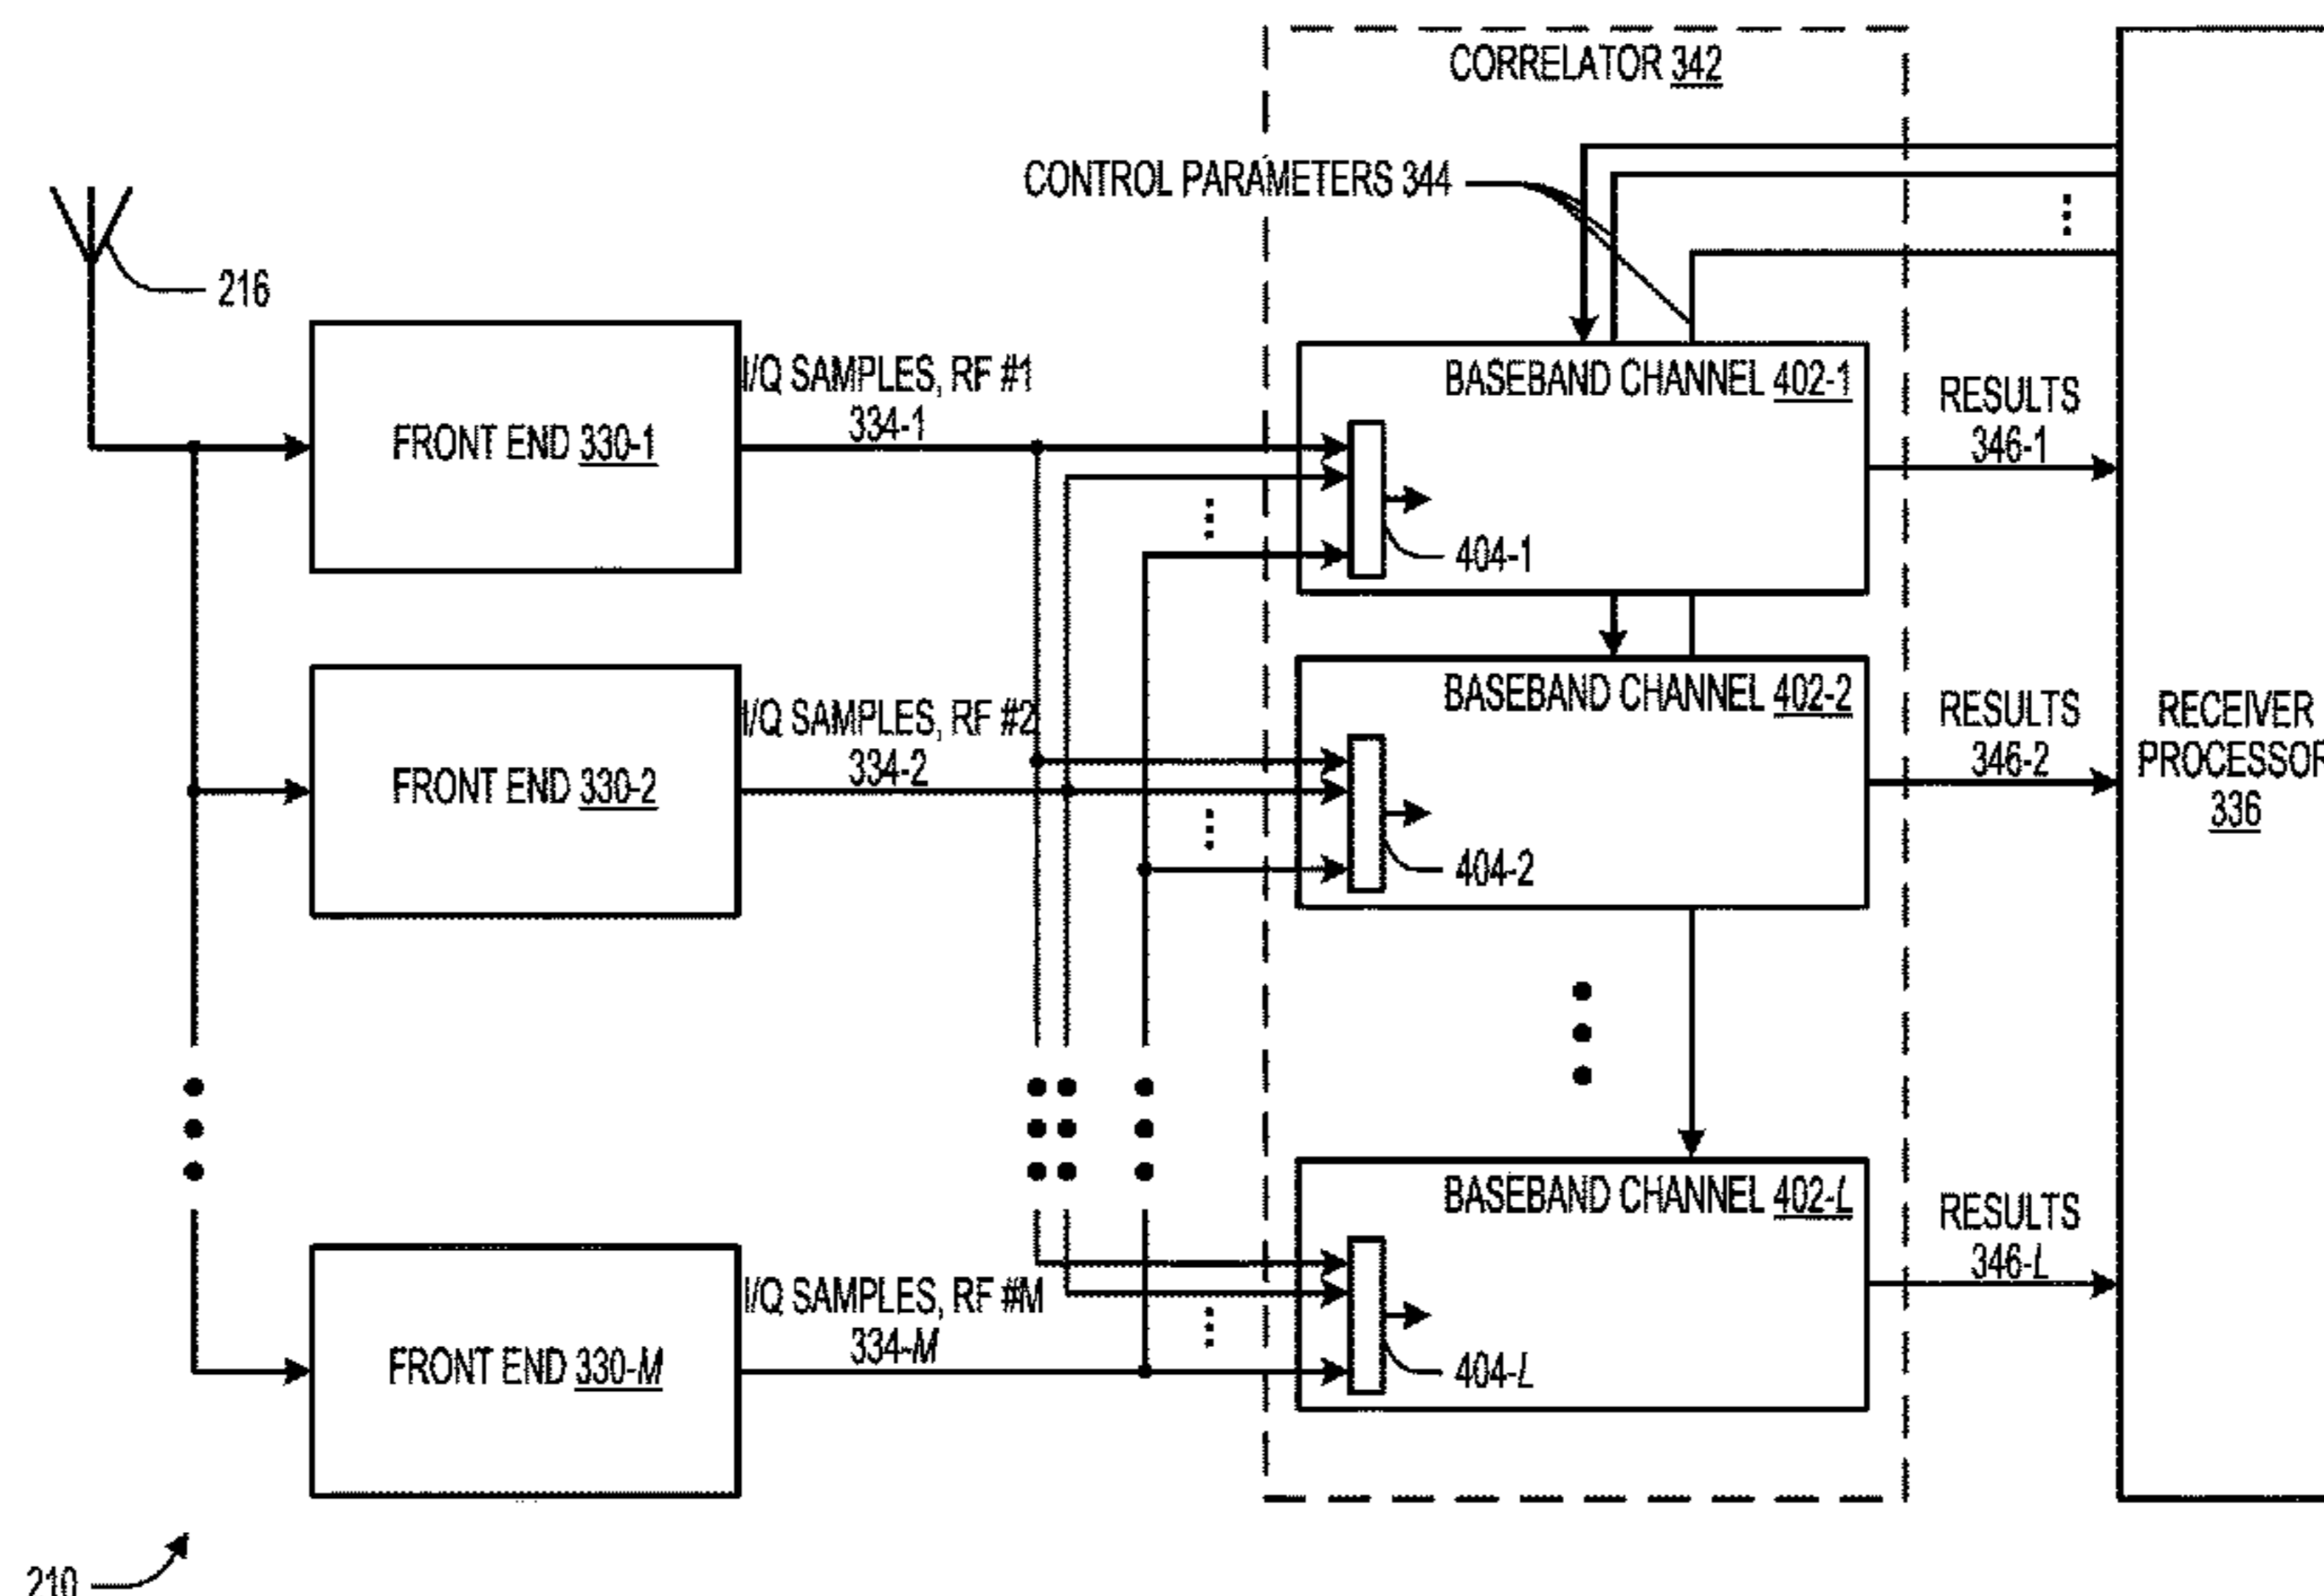 CORRELATOR 342
CONTROL PARAMETERS 344
216
I/Q SAMPLES, RF #1
334-1
FRONT END 330-1
BASEBAND CHANNEL 402-1
404-1
RESULTS
346-1
I/Q SAMPLES, RF #2
334-2
FRONT END 330-2
BASEBAND CHANNEL 402-2
404-2
RESULTS
346-2
RECEIVER
PROCESSOR
336
I/Q SAMPLES, RF #M
334-M
FRONT END 330-M
BASEBAND CHANNEL 402-L
404-L
RESULTS
346-L
210